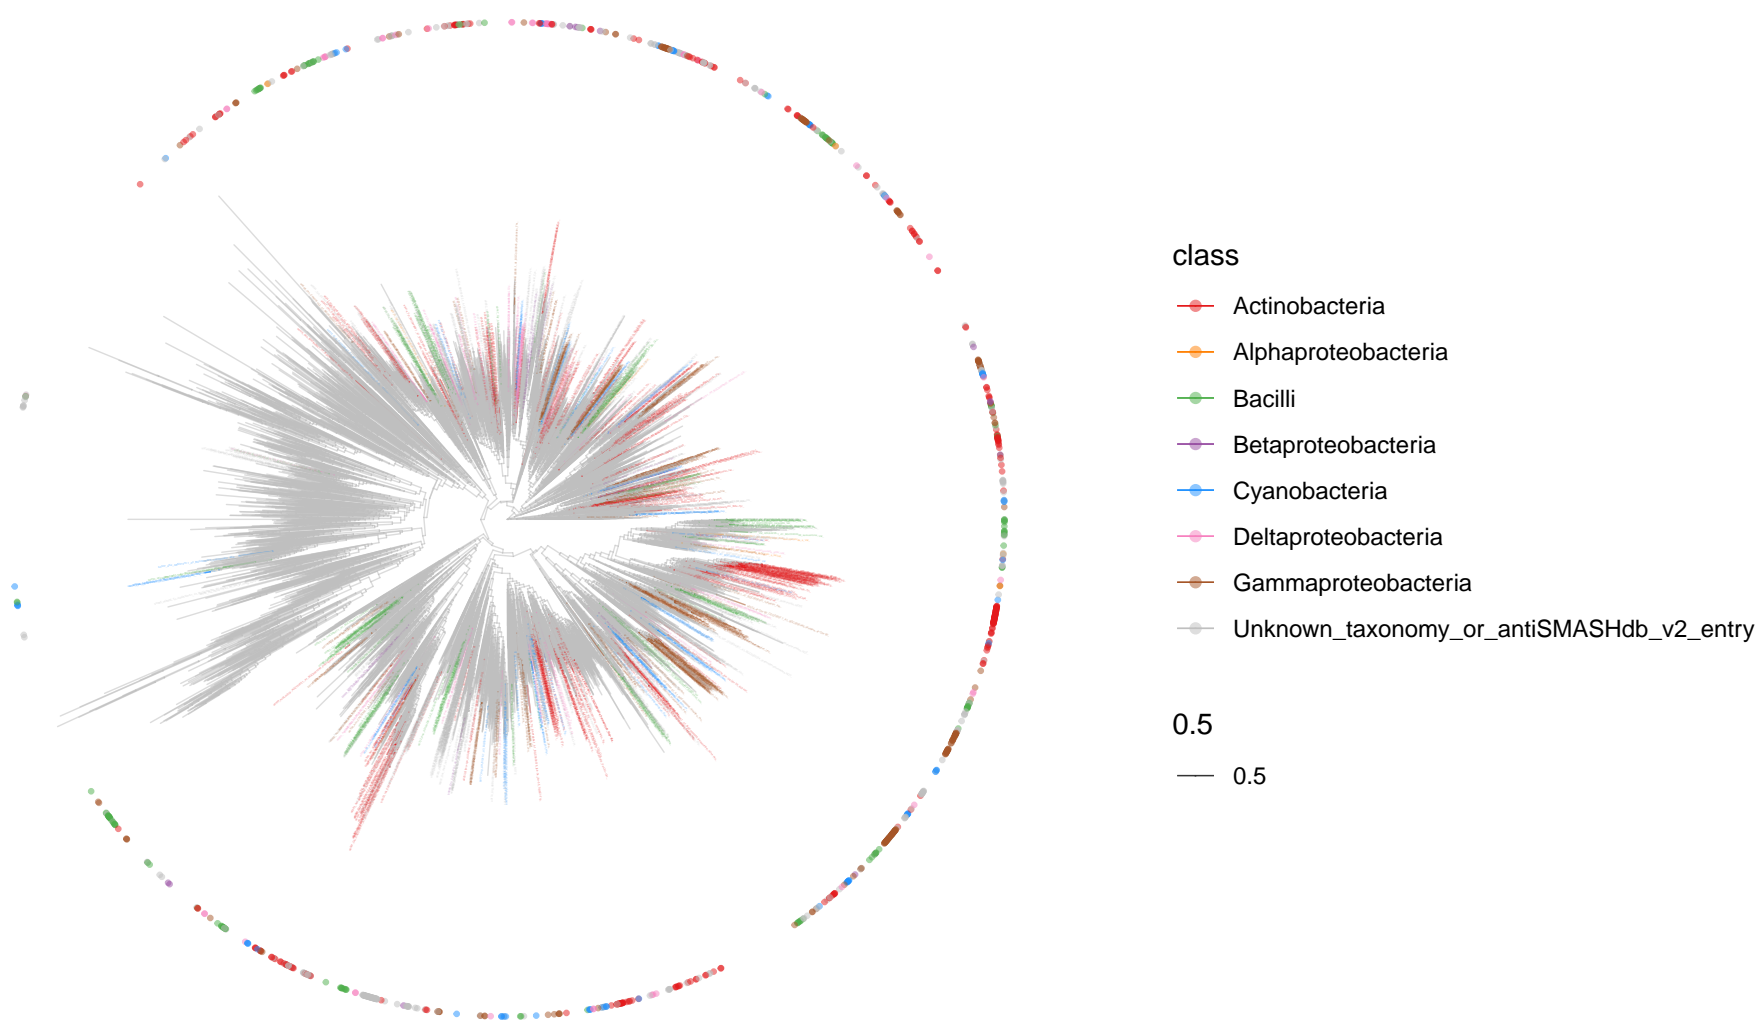 class
Actinobacteria
Alphaproteobacteria
Bacilli
Betaproteobacteria
Cyanobacteria
Deltaproteobacteria
Gammaproteobacteria
Unknown_taxonomy_or_antiSMASHdb_v2_entry
0.5
0.5